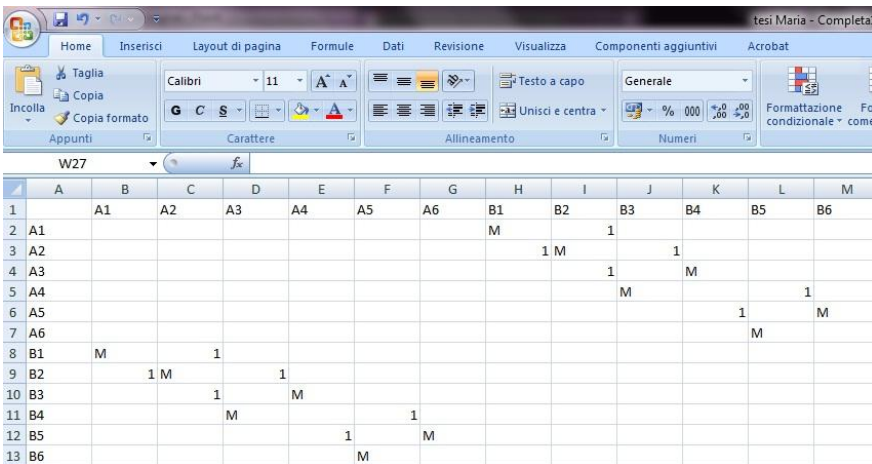 tesi Maria - Completa
Home Inserisci Layout di pagina Formule Dati Revisione Visualizza Componenti aggiuntivi Acrobat
Taglia
Calibri 11 A A Testo a capo Generale
Copia
Incolla G C S A Unisci e centra % 000 Formattazione
Copia formato condizionale come
Appunti Carattere Allineamento Numeri
W27 fx
A B C D E F G H I J K L M
1 A1 A2 A3 A4 A5 A6 B1 B2 B3 B4 B5 B6
2 A1 M 1
3 A2 1 M 1
4 A3 1 M
5 A4 M 1
6 A5 1 M
7 A6 M
8 B1 M 1
9 B2 1 M 1
10 B3 1 M
11 B4 M 1
12 B5 1 M
13 B6 M